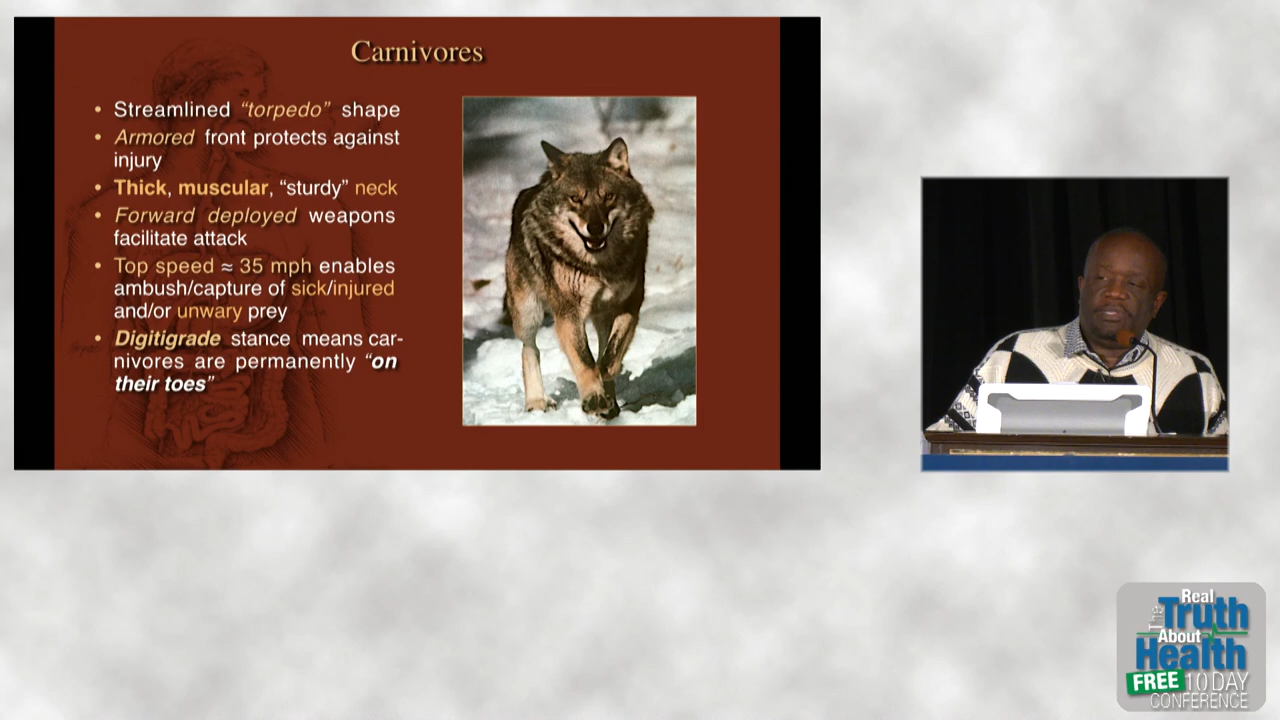 Carnivores
• Streamlined “torpedo” shape
• Armored front protects against
injury
• Thick, muscular, “sturdy” neck
• Forward deployed weapons
facilitate attack
• Top speed ≈ 35 mph enables
ambush/capture of sick/injured
and/or unwary prey
• Digitigrade stance means car-
nivores are permanently “on
their toes”
The Real
Truth
About
Health
FREE 10 DAY
CONFERENCE